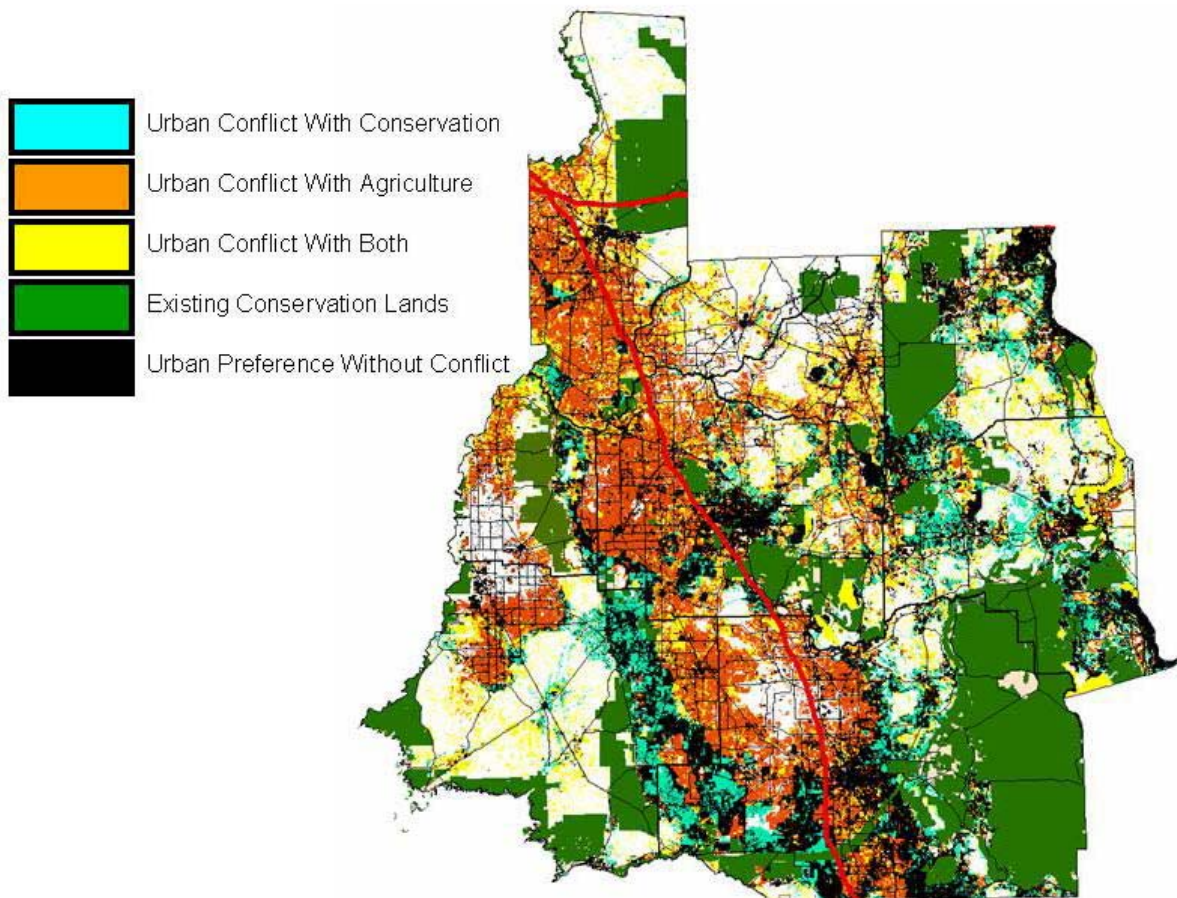 Urban Conflict With Conservation
Urban Conflict With Agriculture
Urban Conflict With Both
Existing Conservation Lands
Urban Preference Without Conflict